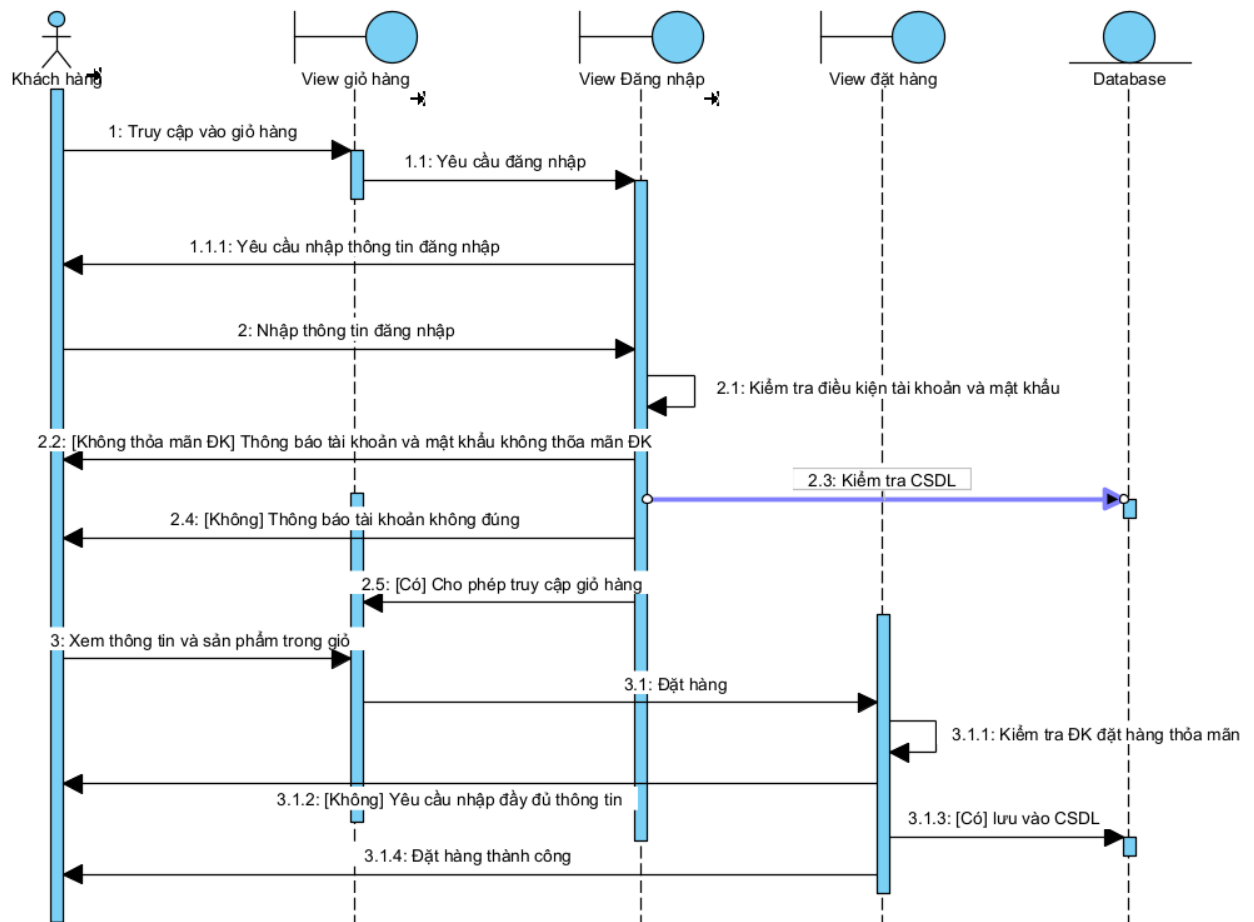 Khách hàng
View giỏ hàng
View Đăng nhập
View đặt hàng
Database
1: Truy cập vào giỏ hàng
1.1: Yêu cầu đăng nhập
1.1.1: Yêu cầu nhập thông tin đăng nhập
2: Nhập thông tin đăng nhập
2.1: Kiểm tra điều kiện tài khoản và mật khẩu
2.2: [Không thỏa mãn ĐK] Thông báo tài khoản và mật khẩu không thõa mãn ĐK
2.3: Kiểm tra CSDL
2.4: [Không] Thông báo tài khoản không đúng
2.5: [Có] Cho phép truy cập giỏ hàng
3: Xem thông tin và sản phẩm trong giỏ
3.1: Đặt hàng
3.1.1: Kiểm tra ĐK đặt hàng thỏa mãn
3.1.2: [Không] Yêu cầu nhập đầy đủ thông tin
3.1.3: [Có] lưu vào CSDL
3.1.4: Đặt hàng thành công